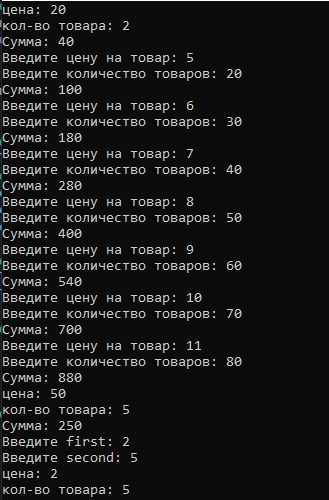 цена: 20
кол-во товара: 2
Сумма: 40
Введите цену на товар: 5
Введите количество товаров: 20
Сумма: 100
Введите цену на товар: 6
Введите количество товаров: 30
Сумма: 180
Введите цену на товар: 7
Введите количество товаров: 40
Сумма: 280
Введите цену на товар: 8
Введите количество товаров: 50
Сумма: 400
Введите цену на товар: 9
Введите количество товаров: 60
Сумма: 540
Введите цену на товар: 10
Введите количество товаров: 70
Сумма: 700
Введите цену на товар: 11
Введите количество товаров: 80
Сумма: 880
цена: 50
кол-во товара: 5
Сумма: 250
Введите first: 2
Введите second: 5
цена: 2
кол-во товара: 5